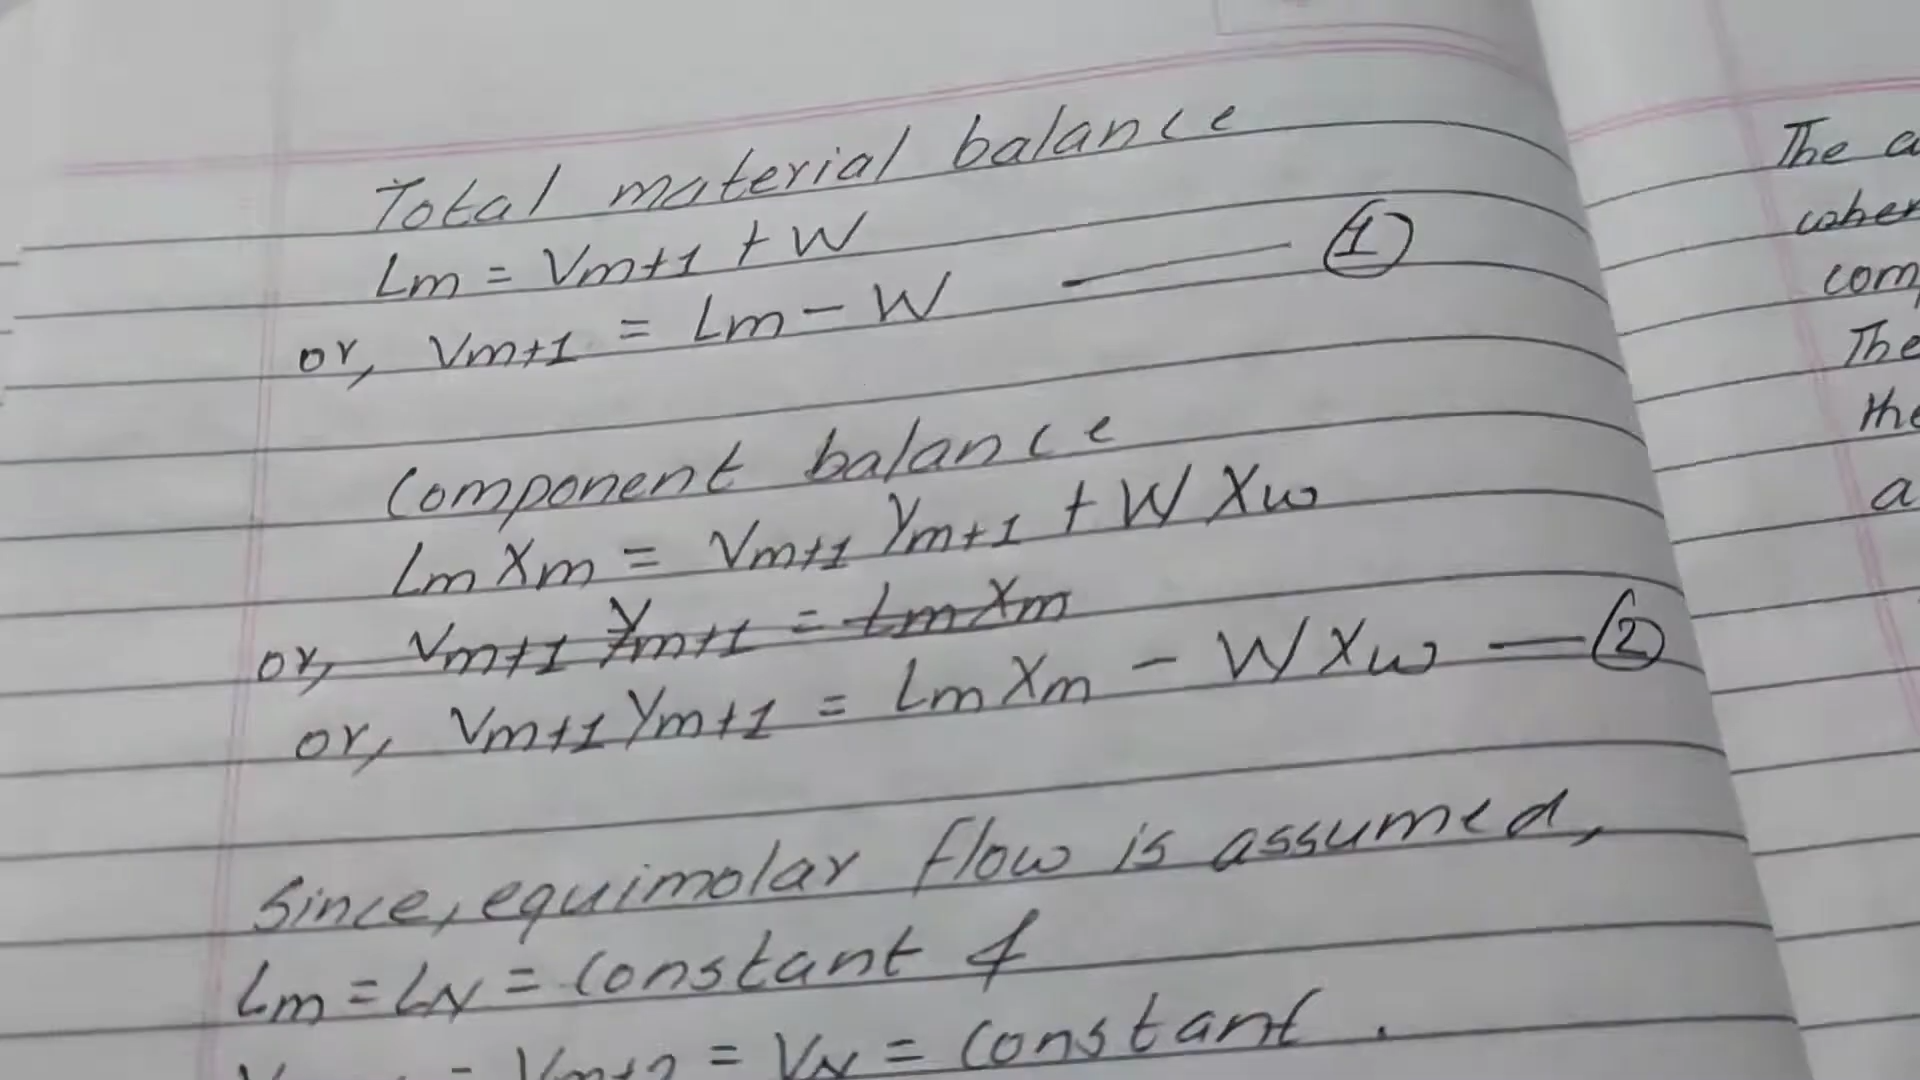 Total material balance
Lm = Vm+1 + W
or, Vm+1 = Lm - W —— ①
Component balance
Lm Xm = Vm+1 Ym+1 + W Xw
or, Vm+1 Ym+1 = Lm Xm
or, Vm+1 Ym+1 = Lm Xm - W Xw — ②
Since, equimolar flow is assumed,
Lm = LN = constant &
= Vm+2 = VN = constant.
The
com
The
the
a